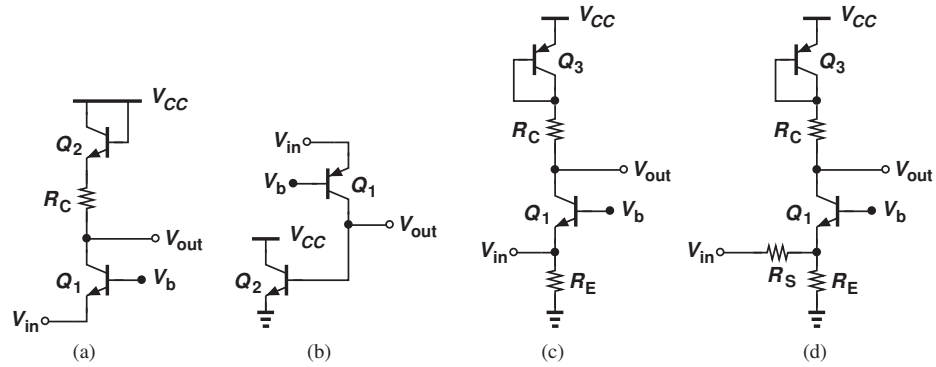 V_CC
Q_2
R_C
V_out
Q_1
V_b
V_in
(a)
V_in
V_b
Q_1
V_CC
V_out
Q_2
(b)
V_CC
Q_3
R_C
V_out
Q_1
V_b
V_in
R_E
(c)
V_CC
Q_3
R_C
V_out
Q_1
V_b
V_in
R_S
R_E
(d)